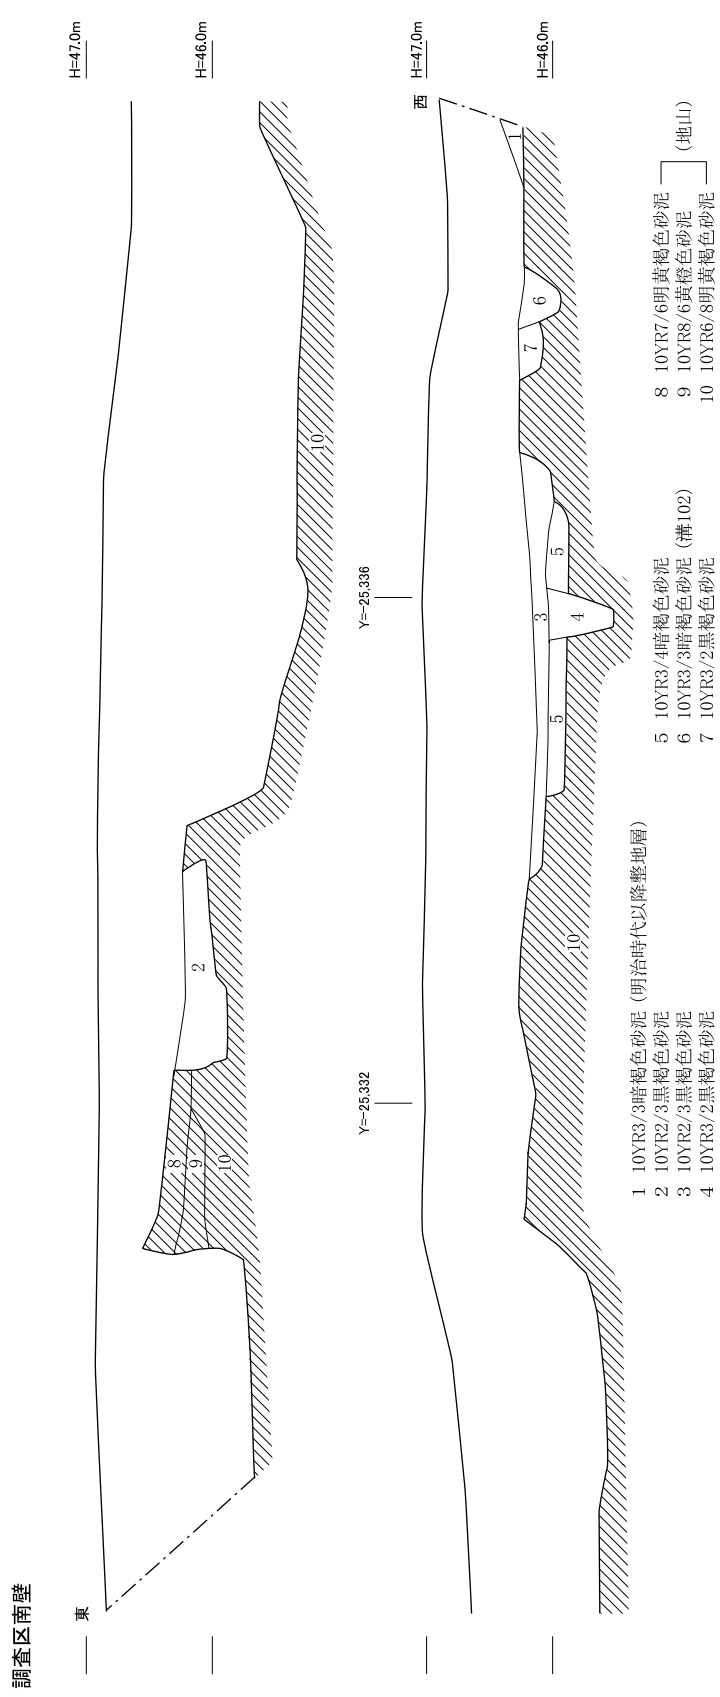 調査区南壁
東
H=47.0m
H=46.0m
2
8
9
10
10
西
H=47.0m
H=46.0m
Y=-25,332
Y=-25,336
10
5
3
4
5
7
6
1
1 10YR3/3暗褐色砂泥（明治時代以降整地層）
2 10YR2/3黒褐色砂泥
3 10YR2/3黒褐色砂泥
4 10YR3/2黒褐色砂泥
5 10YR3/4暗褐色砂泥
6 10YR3/3暗褐色砂泥（溝102）
7 10YR3/2黒褐色砂泥
8 10YR7/6明黄褐色砂泥
9 10YR8/6黄橙色砂泥
10 10YR6/8明黄褐色砂泥
（地山）